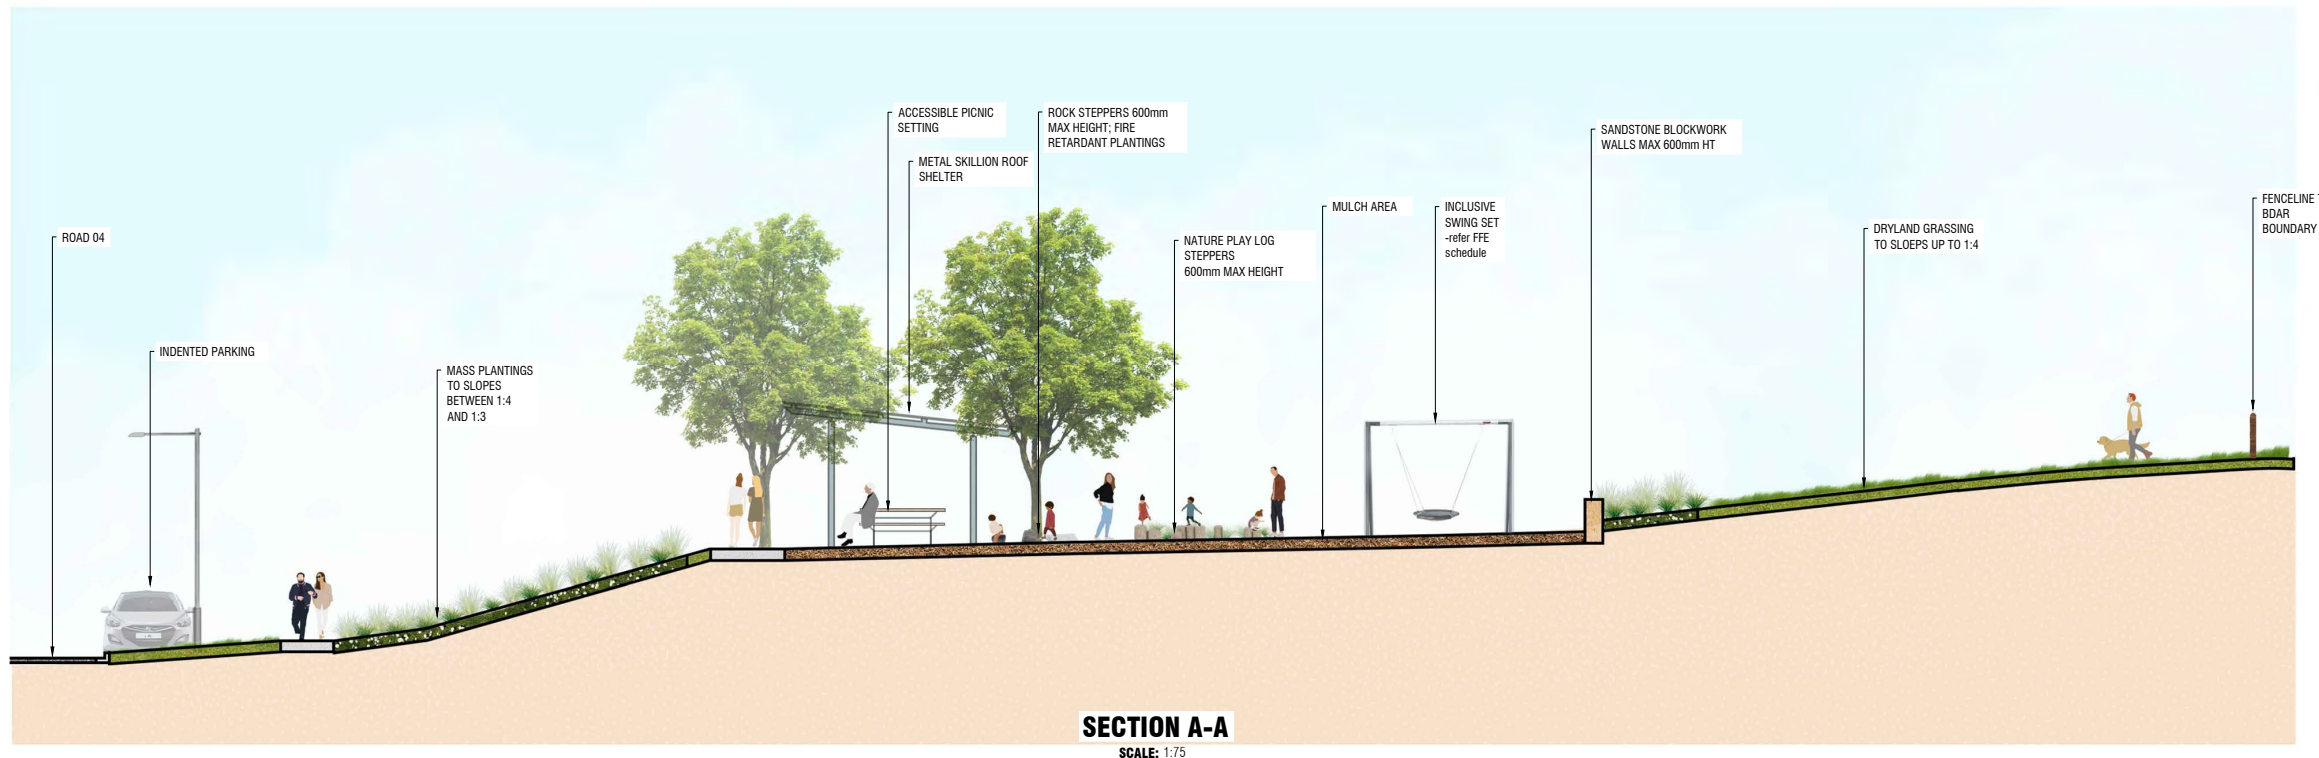 ROAD 04
INDENTED PARKING
MASS PLANTINGS
TO SLOPES
BETWEEN 1:4
AND 1:3
ACCESSIBLE PICNIC
SETTING
METAL SKILLION ROOF
SHELTER
ROCK STEPPERS 600mm
MAX HEIGHT; FIRE
RETARDANT PLANTINGS
NATURE PLAY LOG
STEPPERS
600mm MAX HEIGHT
MULCH AREA
INCLUSIVE
SWING SET
-refer FFE
schedule
SANDSTONE BLOCKWORK
WALLS MAX 600mm HT
DRYLAND GRASSING
TO SLOEPS UP TO 1:4
FENCELINE
BDAR
BOUNDARY
SECTION A-A
SCALE: 1:75